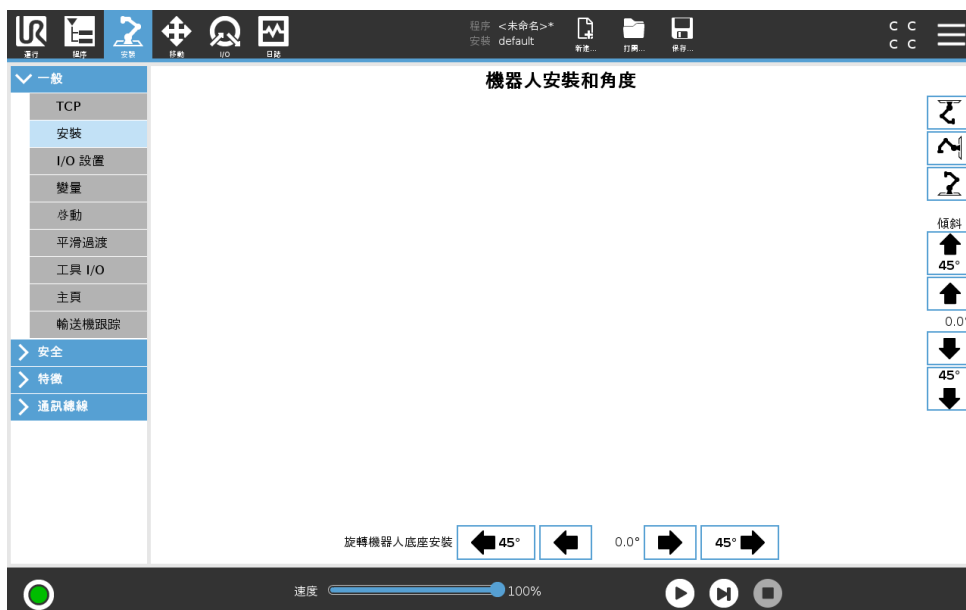 程序 <未命名>*
安裝 default
新建...
打開...
保存...
C C
C C
運行
程序
安裝
移動
I/O
日誌
一般
TCP
安裝
I/O 設置
變量
啓動
平滑過渡
工具 I/O
主頁
輸送機跟踪
安全
特徵
通訊總線
機器人安裝和角度
傾斜
45°
0.0°
45°
旋轉機器人底座安裝
45°
0.0°
45°
速度
100%